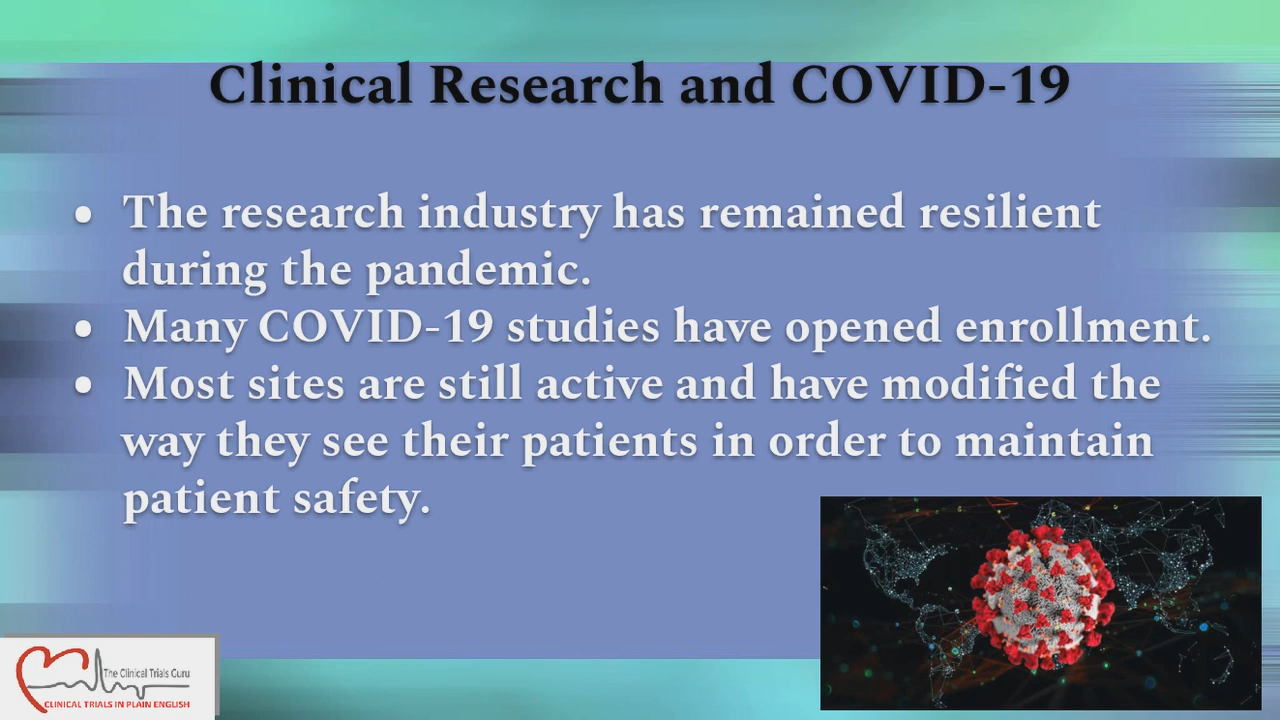 Clinical Research and COVID-19
• The research industry has remained resilient
during the pandemic.
• Many COVID-19 studies have opened enrollment.
• Most sites are still active and have modified the
way they see their patients in order to maintain
patient safety.
The Clinical Trials Guru
CLINICAL TRIALS IN PLAIN ENGLISH